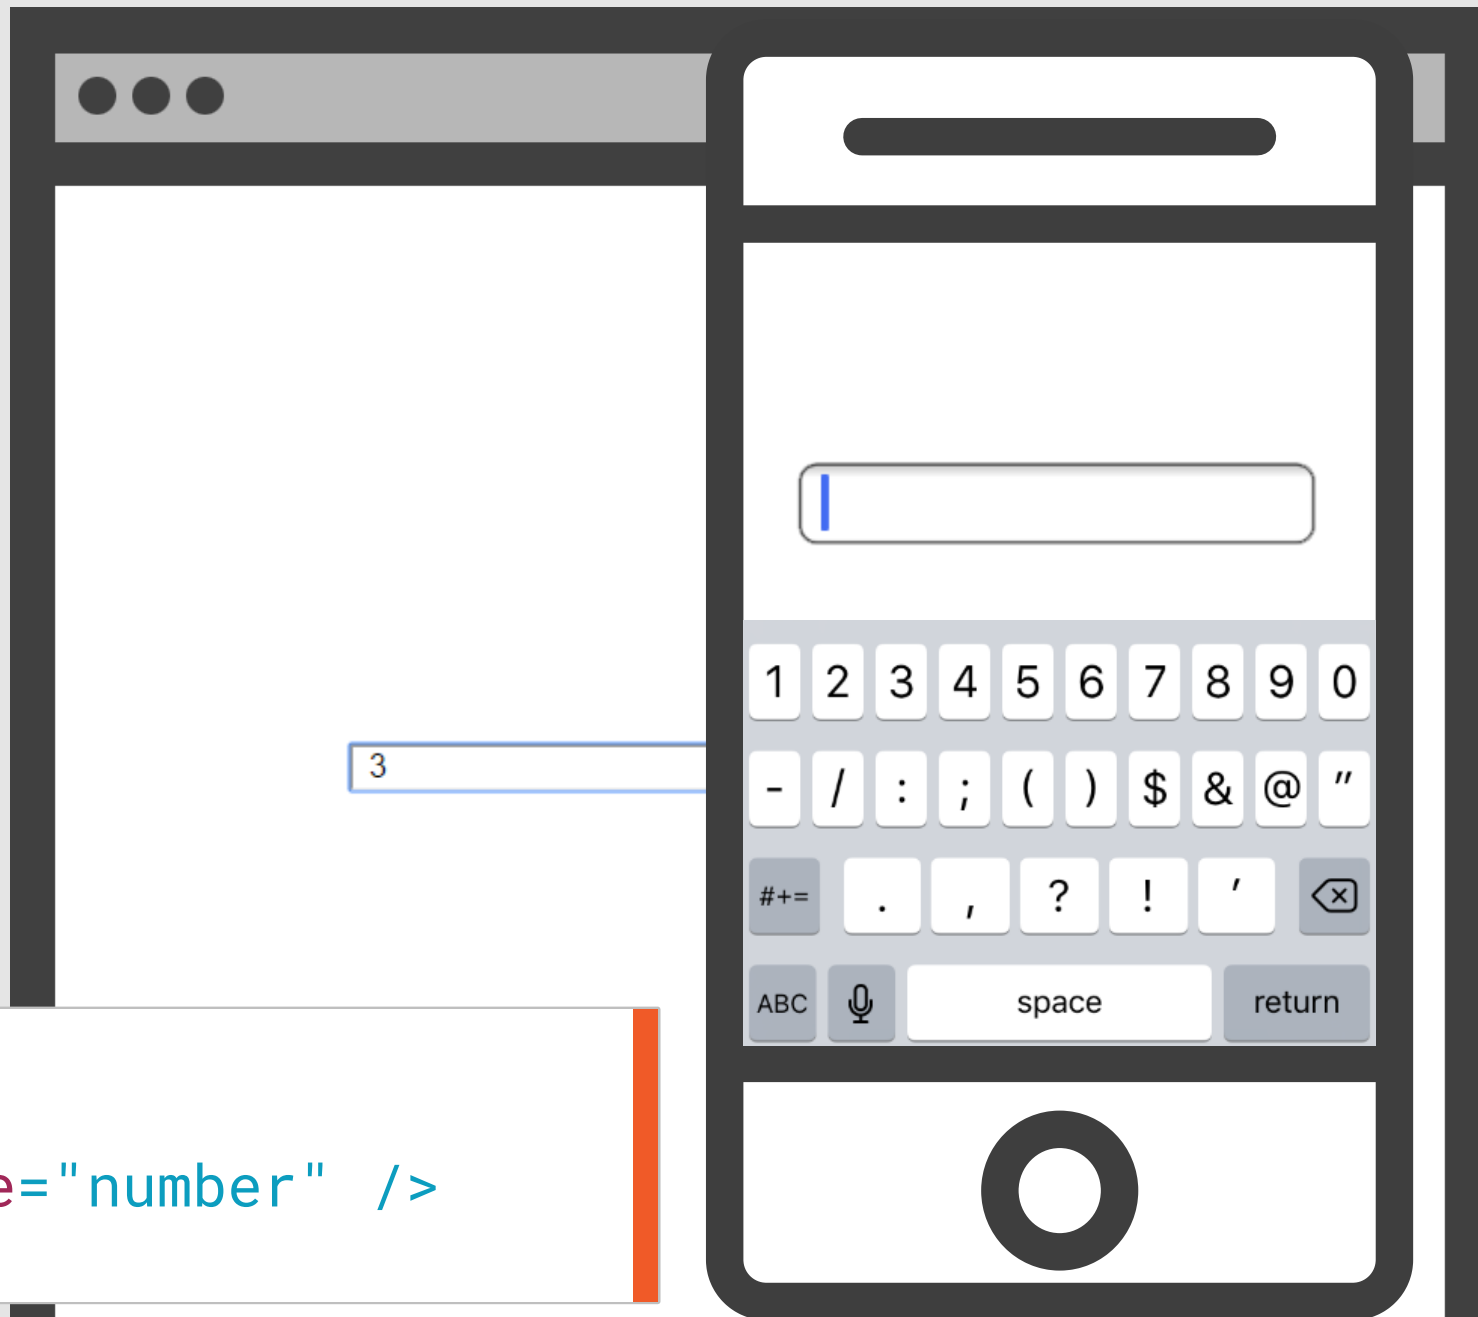 3
1 2 3 4 5 6 7 8 9 0
- / : ; ( ) $ & @ "
#+= . , ? ! '
ABC space return
e="number" />